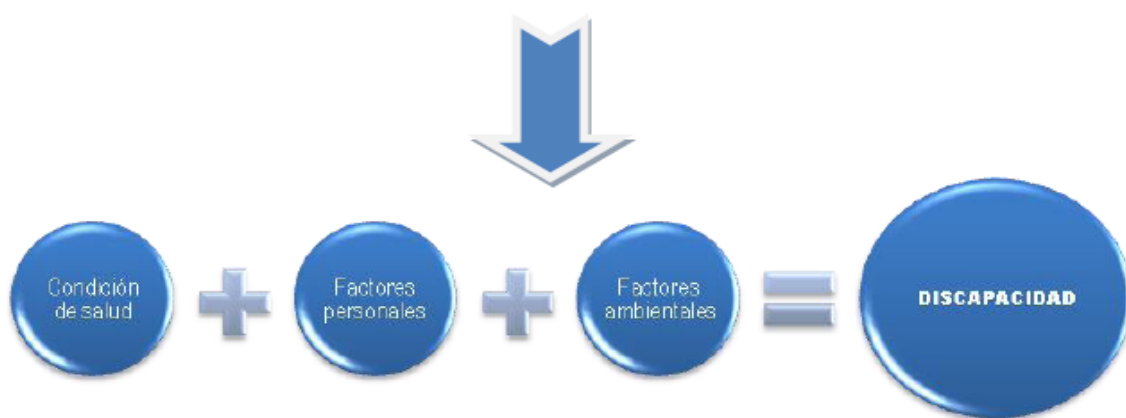 Condición
de salud
Factores
personales
Factores
ambientales
DISCAPACIDAD